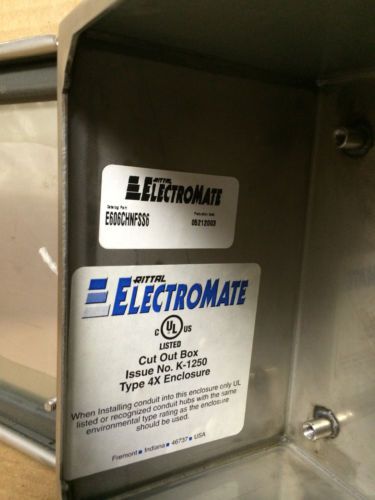 RITTAL
ELECTROMATE
Catalog Part
E606CHNFSS6
05212003
RITTAL
ELECTROMATE
C UL US
LISTED
Cut Out Box
Issue No. K-1250
Type 4X Enclosure
When Installing conduit into this enclosure only UL
listed or recognized conduit hubs with the same
environmental type rating as the enclosure
should be used.
Fremont ■ Indiana ■ 46737 ■ USA